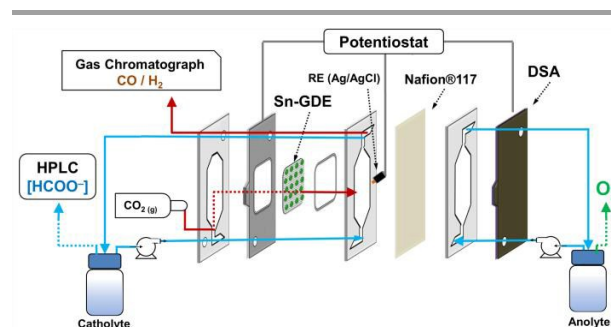 Potentiostat
Gas Chromatograph
CO / H₂
RE (Ag/AgCl)
Nafion®117
DSA
Sn-GDE
HPLC
[HCOO⁻]
CO₂ (g)
O
Catholyte
Anolyte